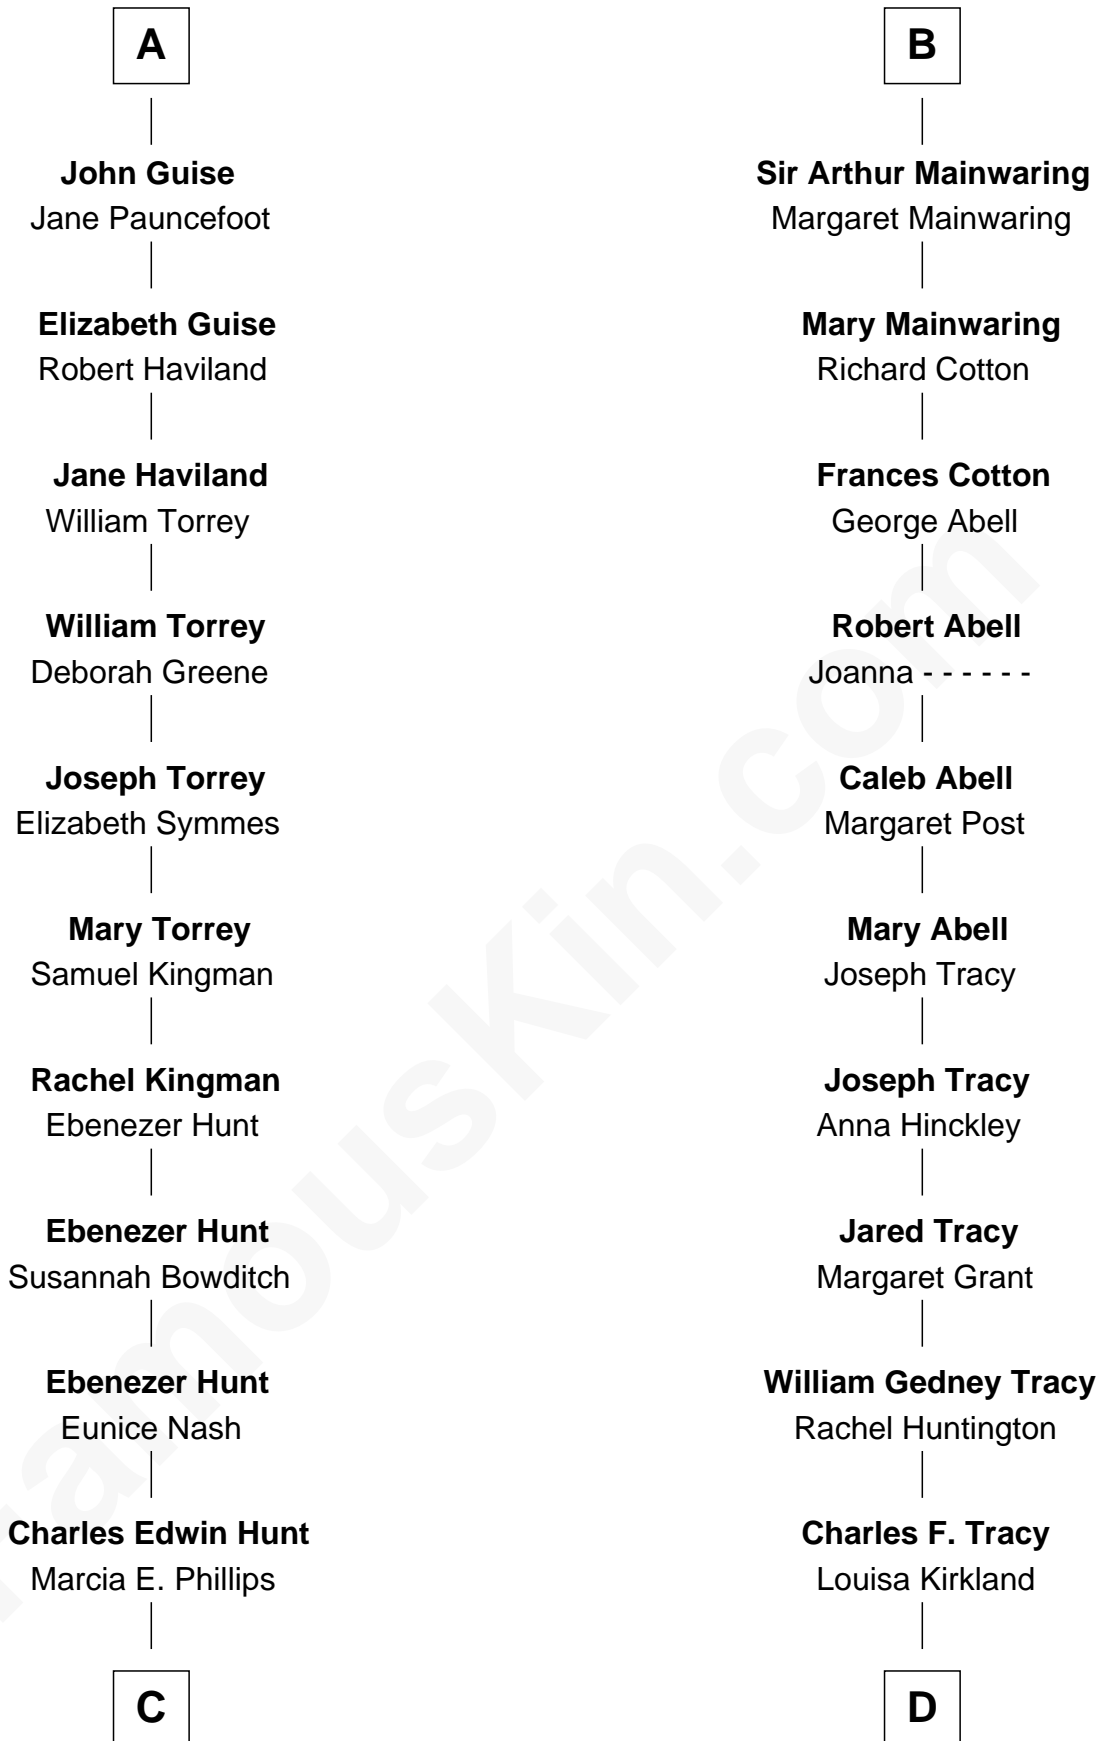 A
John Guise
Jane Pauncefoot
Elizabeth Guise
Robert Haviland
Jane Haviland
William Torrey
William Torrey
Deborah Greene
Joseph Torrey
Elizabeth Symmes
Mary Torrey
Samuel Kingman
Rachel Kingman
Ebenezer Hunt
Ebenezer Hunt
Susannah Bowditch
Ebenezer Hunt
Eunice Nash
Charles Edwin Hunt
Marcia E. Phillips
C
B
Sir Arthur Mainwaring
Margaret Mainwaring
Mary Mainwaring
Richard Cotton
Frances Cotton
George Abell
Robert Abell
Joanna - - - - - -
Caleb Abell
Margaret Post
Mary Abell
Joseph Tracy
Joseph Tracy
Anna Hinckley
Jared Tracy
Margaret Grant
William Gedney Tracy
Rachel Huntington
Charles F. Tracy
Louisa Kirkland
D
FamousKin.com